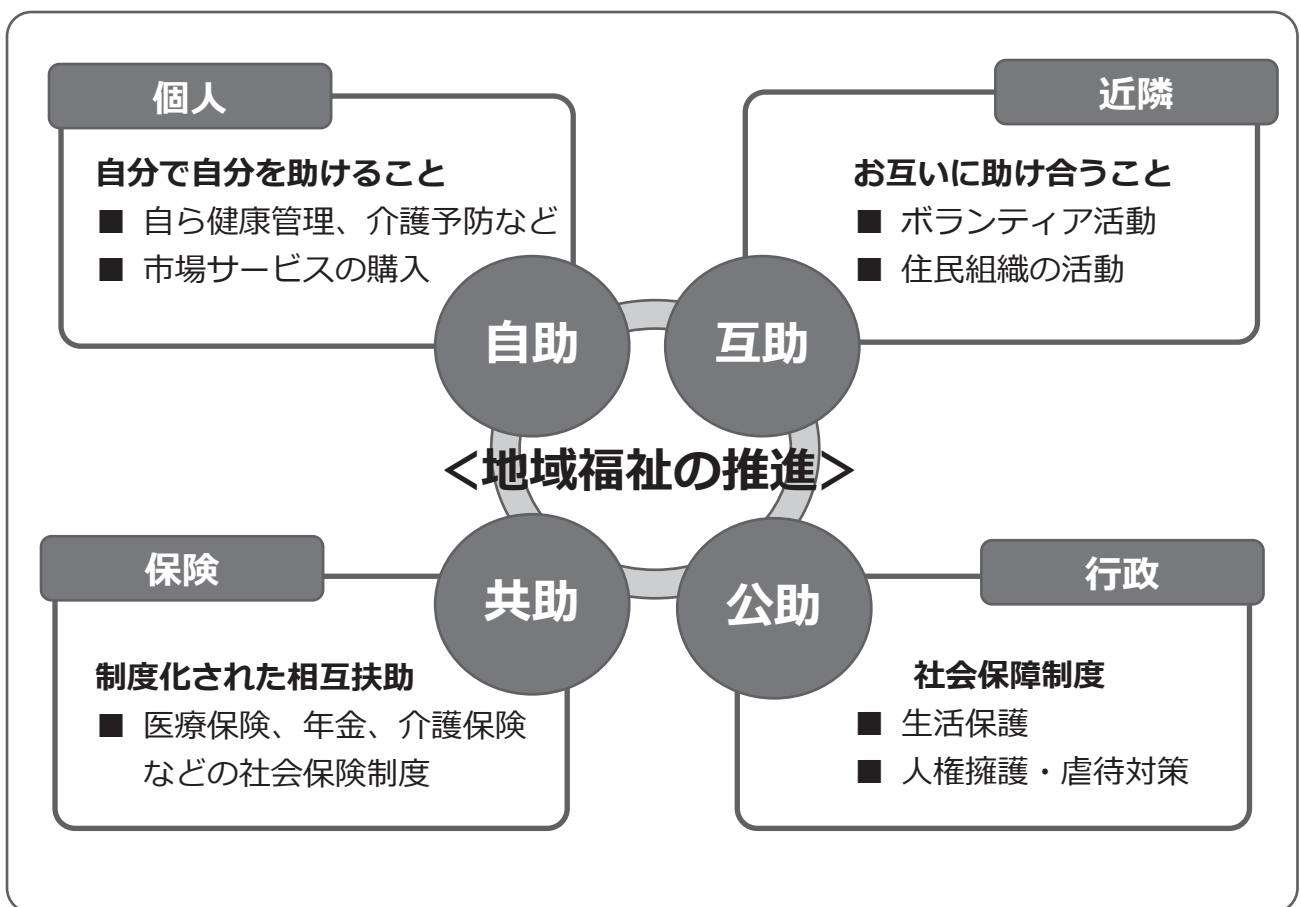 個人
自分で自分を助けること
■ 自ら健康管理、介護予防など
■ 市場サービスの購入
自助
近隣
お互いに助け合うこと
■ ボランティア活動
■ 住民組織の活動
互助
＜地域福祉の推進＞
保険
共助
制度化された相互扶助
■ 医療保険、年金、介護保険
などの社会保険制度
行政
公助
社会保障制度
■ 生活保護
■ 人権擁護・虐待対策